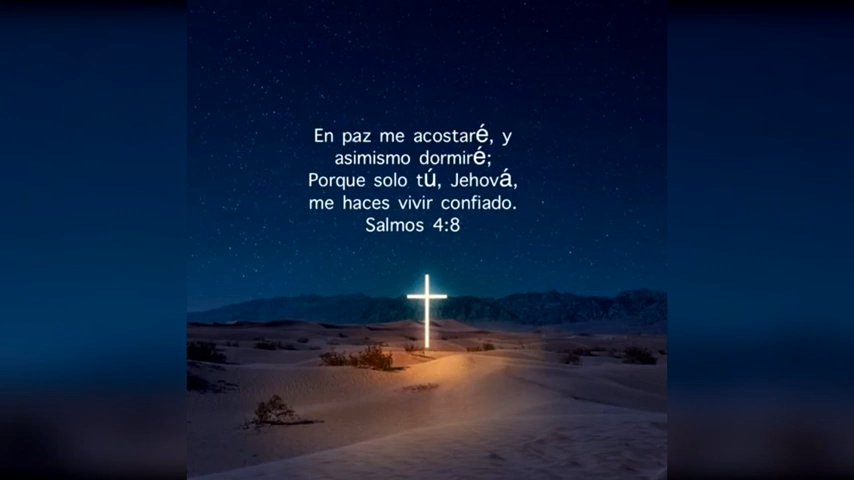 En paz me acostaré, y
asimismo dormiré;
Porque solo tú, Jehová,
me haces vivir confiado.
Salmos 4:8